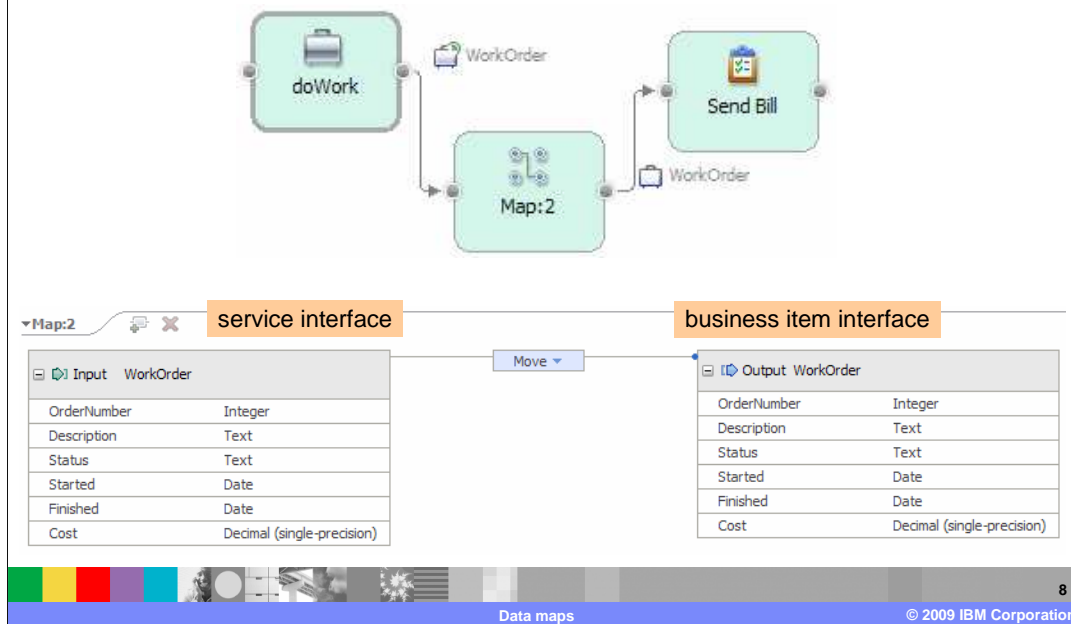 WorkOrder
doWork
Send Bill
WorkOrder
Map:2
Map:2
service interface
business item interface
Input WorkOrder
Move
Output WorkOrder
OrderNumber Integer
Description Text
Status Text
Started Date
Finished Date
Cost Decimal (single-precision)
OrderNumber Integer
Description Text
Status Text
Started Date
Finished Date
Cost Decimal (single-precision)
8
Data maps
© 2009 IBM Corporation